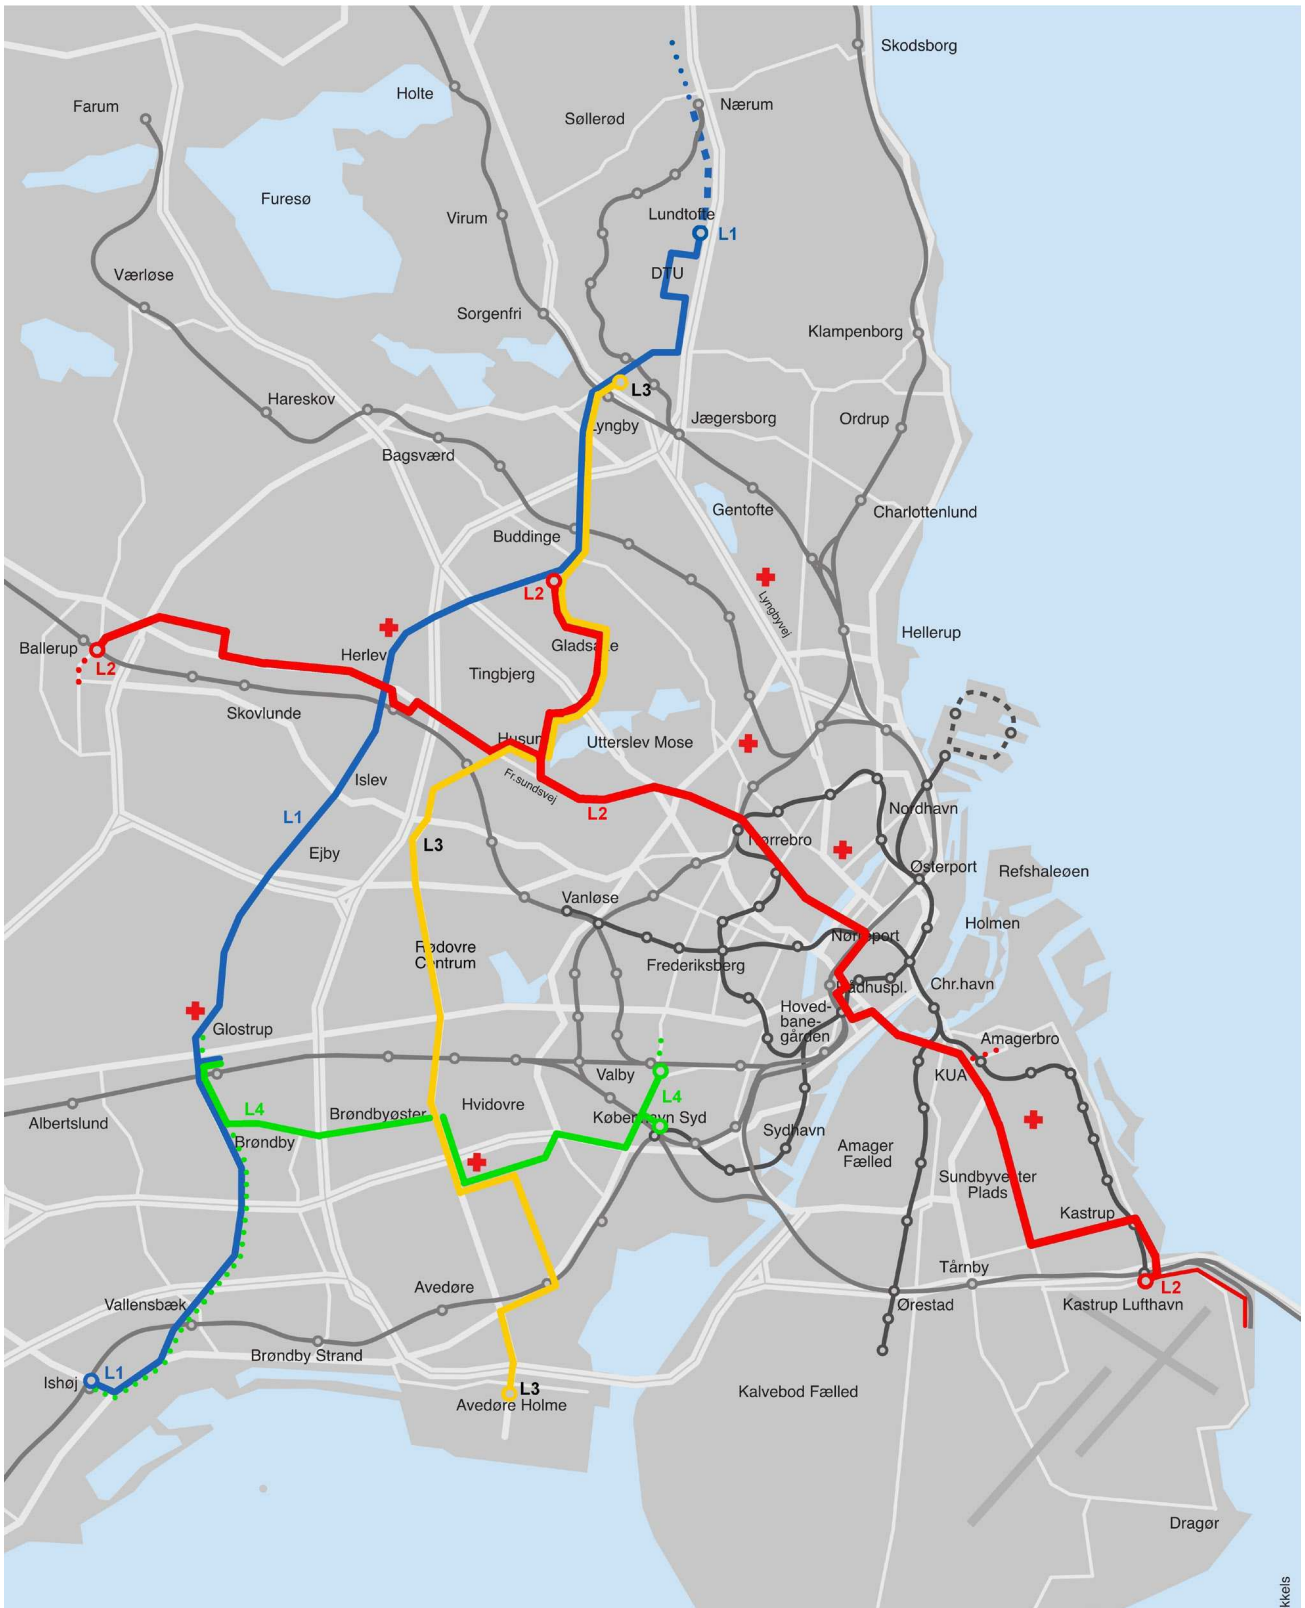 Skodsborg
Holte
Farum
Nærum
Søllerød
Furesø
Virum
Lundtofte
L1
DTU
Værløse
Sorgenfri
Klampenborg
L3
Hareskov
Lyngby
Jægersborg
Ordrup
Bagsværd
Gentofte
Charlottenlund
Buddinge
L2
Lyngbyvej
Hellerup
Ballerup
L2
Herlev
Gladsaxe
Tingbjerg
Skovlunde
Husum
Utterslev Mose
Islev
Fr.sundsvej
L1
L2
Nordhavn
L3
Ejby
Nørrebro
Østerport
Refshaleøen
Vanløse
Holmen
Rødovre
Centrum
Nørreport
Frederiksberg
Rådhuspl.
Chr.havn
Hoved-
bane-
gården
Glostrup
Amagerbro
Valby
KUA
L4
L4
Brøndbyøster
Hvidovre
København Syd
Albertslund
Brøndby
Sydhavn
Amager
Fælled
Sundbyvester
Plads
Kastrup
Tårnby
Avedøre
L2
Vallensbæk
Ørestad
Kastrup Lufthavn
Brøndby Strand
Ishøj
L1
L3
Avedøre Holme
Kalvebod Fælled
Dragør
kkels